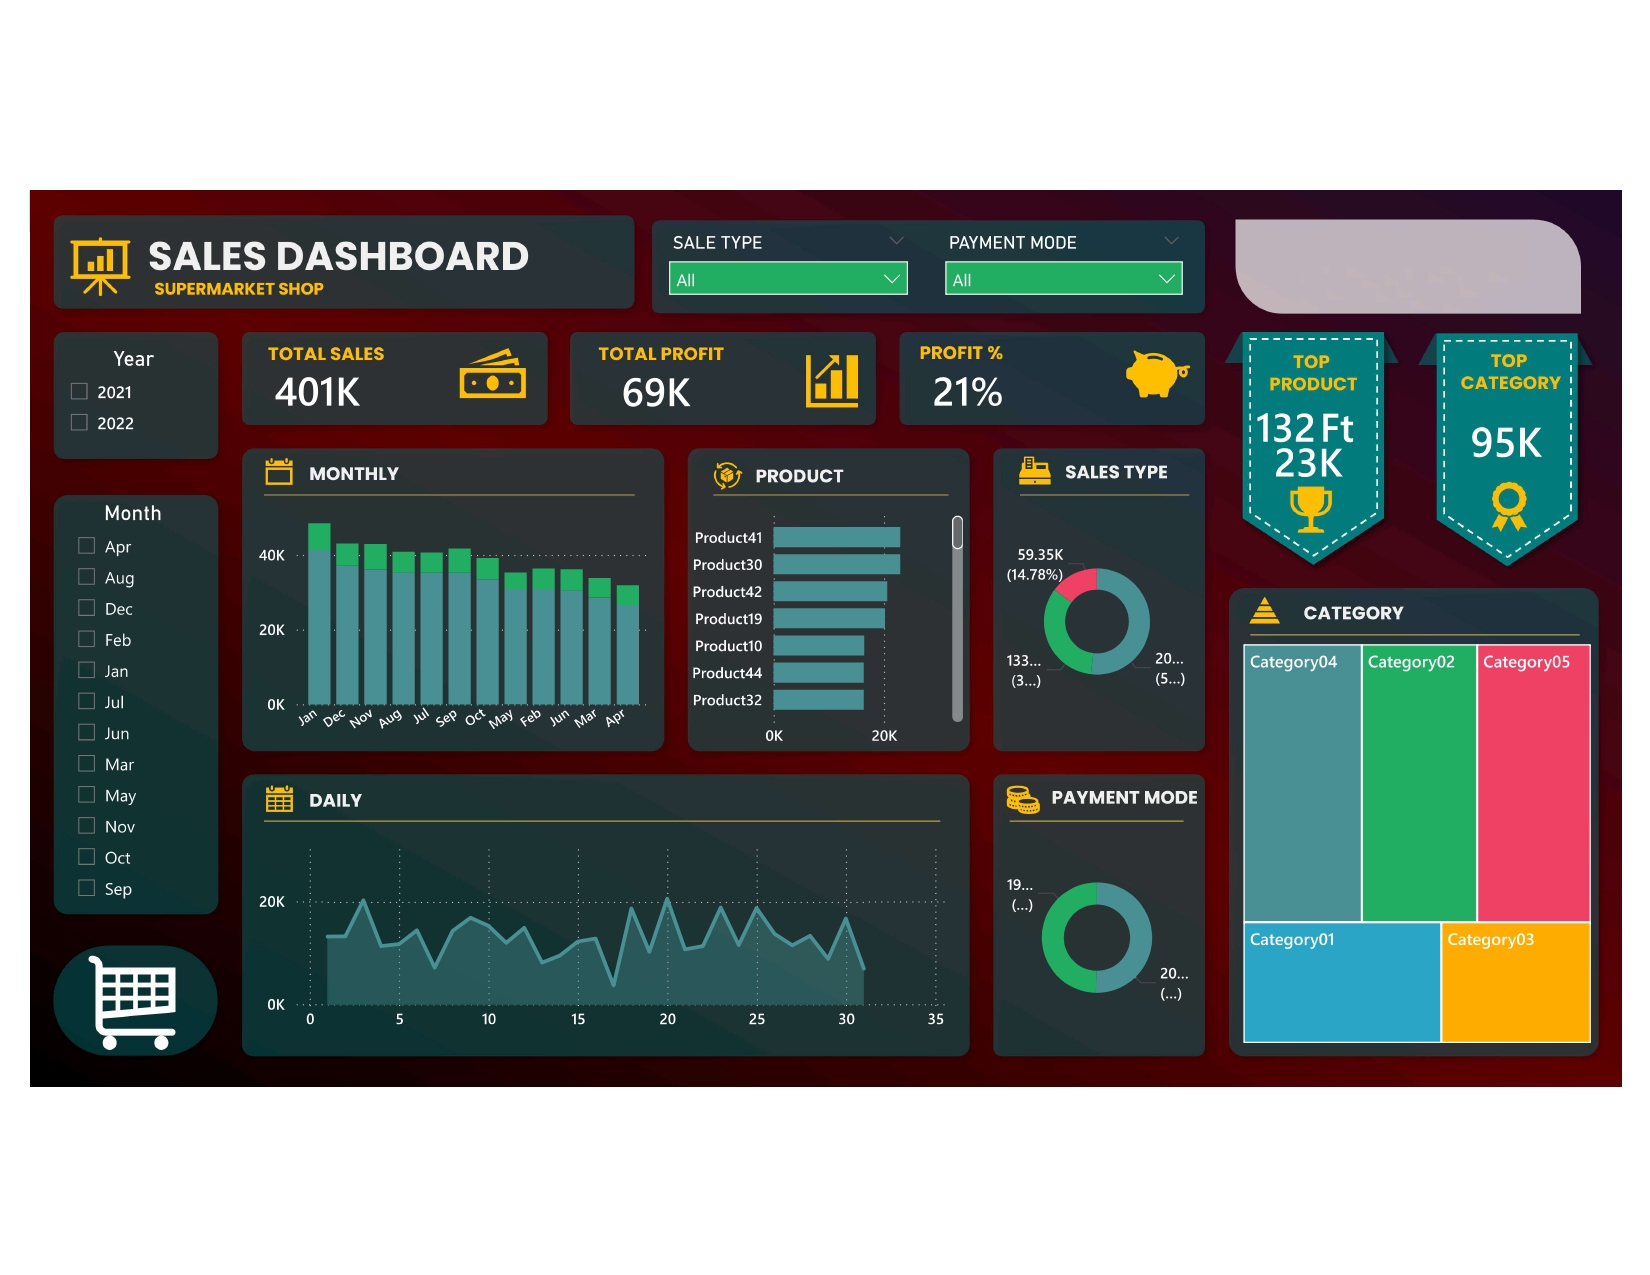 SALES DASHBOARD
SUPERMARKET SHOP
SALE TYPE
All
PAYMENT MODE
All
Year
2021
2022
TOTAL SALES
401K
TOTAL PROFIT
69K
PROFIT %
21%
TOP
PRODUCT
132 Ft
23K
TOP
CATEGORY
95K
Month
Apr
Aug
Dec
Feb
Jan
Jul
Jun
Mar
May
Nov
Oct
Sep
MONTHLY
40K
20K
0K
Jan
Dec
Nov
Aug
Jul
Sep
Oct
May
Feb
Jun
Mar
Apr
PRODUCT
Product41
Product30
Product42
Product19
Product10
Product44
Product32
0K
20K
SALES TYPE
59.35K
(14.78%)
133...
(3...)
20...
(5...)
CATEGORY
Category04
Category02
Category05
Category01
Category03
DAILY
20K
0K
0
5
10
15
20
25
30
35
PAYMENT MODE
19...
(...)
20...
(...)